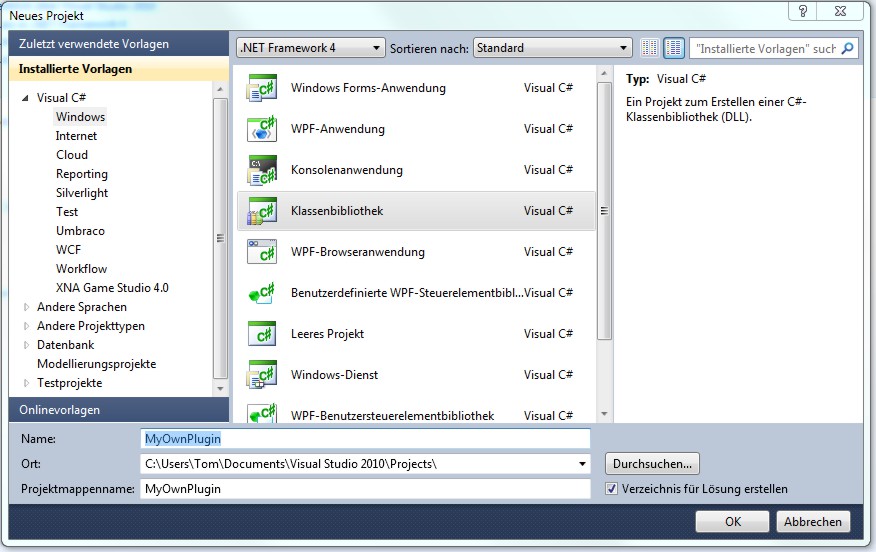 Neues Projekt
Zuletzt verwendete Vorlagen
Installierte Vorlagen
Visual C#
Windows
Internet
Cloud
Reporting
Silverlight
Test
Umbraco
WCF
Workflow
XNA Game Studio 4.0
Andere Sprachen
Andere Projekttypen
Datenbank
Modellierungsprojekte
Testprojekte
Onlinevorlagen
.NET Framework 4 Sortieren nach: Standard "Installierte Vorlagen" such
Windows Forms-Anwendung Visual C#
WPF-Anwendung Visual C#
Konsolenanwendung Visual C#
Klassenbibliothek Visual C#
WPF-Browseranwendung Visual C#
Benutzerdefinierte WPF-Steuerelementbibl... Visual C#
Leeres Projekt Visual C#
Windows-Dienst Visual C#
WPF-Benutzersteuerelementbibliothek Visual C#
Typ: Visual C#
Ein Projekt zum Erstellen einer C#-
Klassenbibliothek (DLL).
Name: MyOwnPlugin
Ort: C:\Users\Tom\Documents\Visual Studio 2010\Projects\ Durchsuchen...
Projektmappenname: MyOwnPlugin Verzeichnis für Lösung erstellen
OK Abbrechen